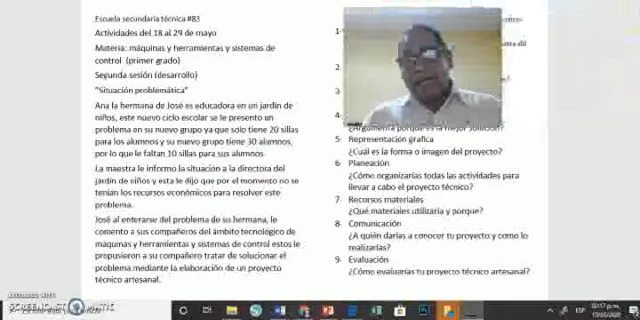 Escuela secundaria técnica #83
Actividades del 18 al 29 de mayo
Materia: máquinas y herramientas y sistemas de
control (primer grado)
Segunda sesión (desarrollo)
"Situación problemática"
Ana la hermana de José es educadora en un jardín de
niños, este nuevo ciclo escolar se le presento un
problema en su nuevo grupo ya que solo tiene 20 sillas
para los alumnos y su nuevo grupo tiene 30 alumnos,
por lo que le faltan 10 sillas para sus alumnos
La maestra le informo la situación a la directora del
jardín de niños y esta le dijo que por el momento no se
tenían los recursos económicos para resolver este
problema.
José al enterarse del problema de su hermana, le
comento a sus compañeros del ámbito tecnológico de
máquinas y herramientas y sistemas de control estos le
propusieron a su compañero tratar de solucionar el
problema mediante la elaboración de un proyecto
técnico artesanal.
1-
2.
3.
4-
¿Argumenta porque es la mejor solución?
5- Representación grafica
¿Cuál es la forma o imagen del proyecto?
6- Planeación
¿Cómo organizarías todas las actividades para
llevar a cabo el proyecto técnico?
7- Recursos materiales
¿Qué materiales utilizaría y porque?
8- Comunicación
¿A quién darías a conocer tu proyecto y como lo
realizarías?
9- Evaluación
¿Cómo evaluarías tu proyecto técnico artesanal?
SCREENCAST-O-MATIC
ESP
02:17 p.m.